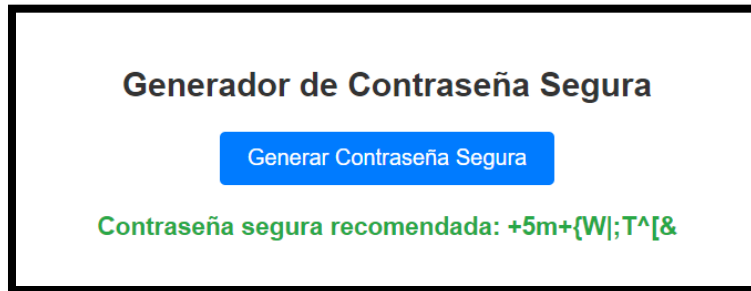 Generador de Contraseña Segura
Generar Contraseña Segura
Contraseña segura recomendada: +5m+{W|;T^[&